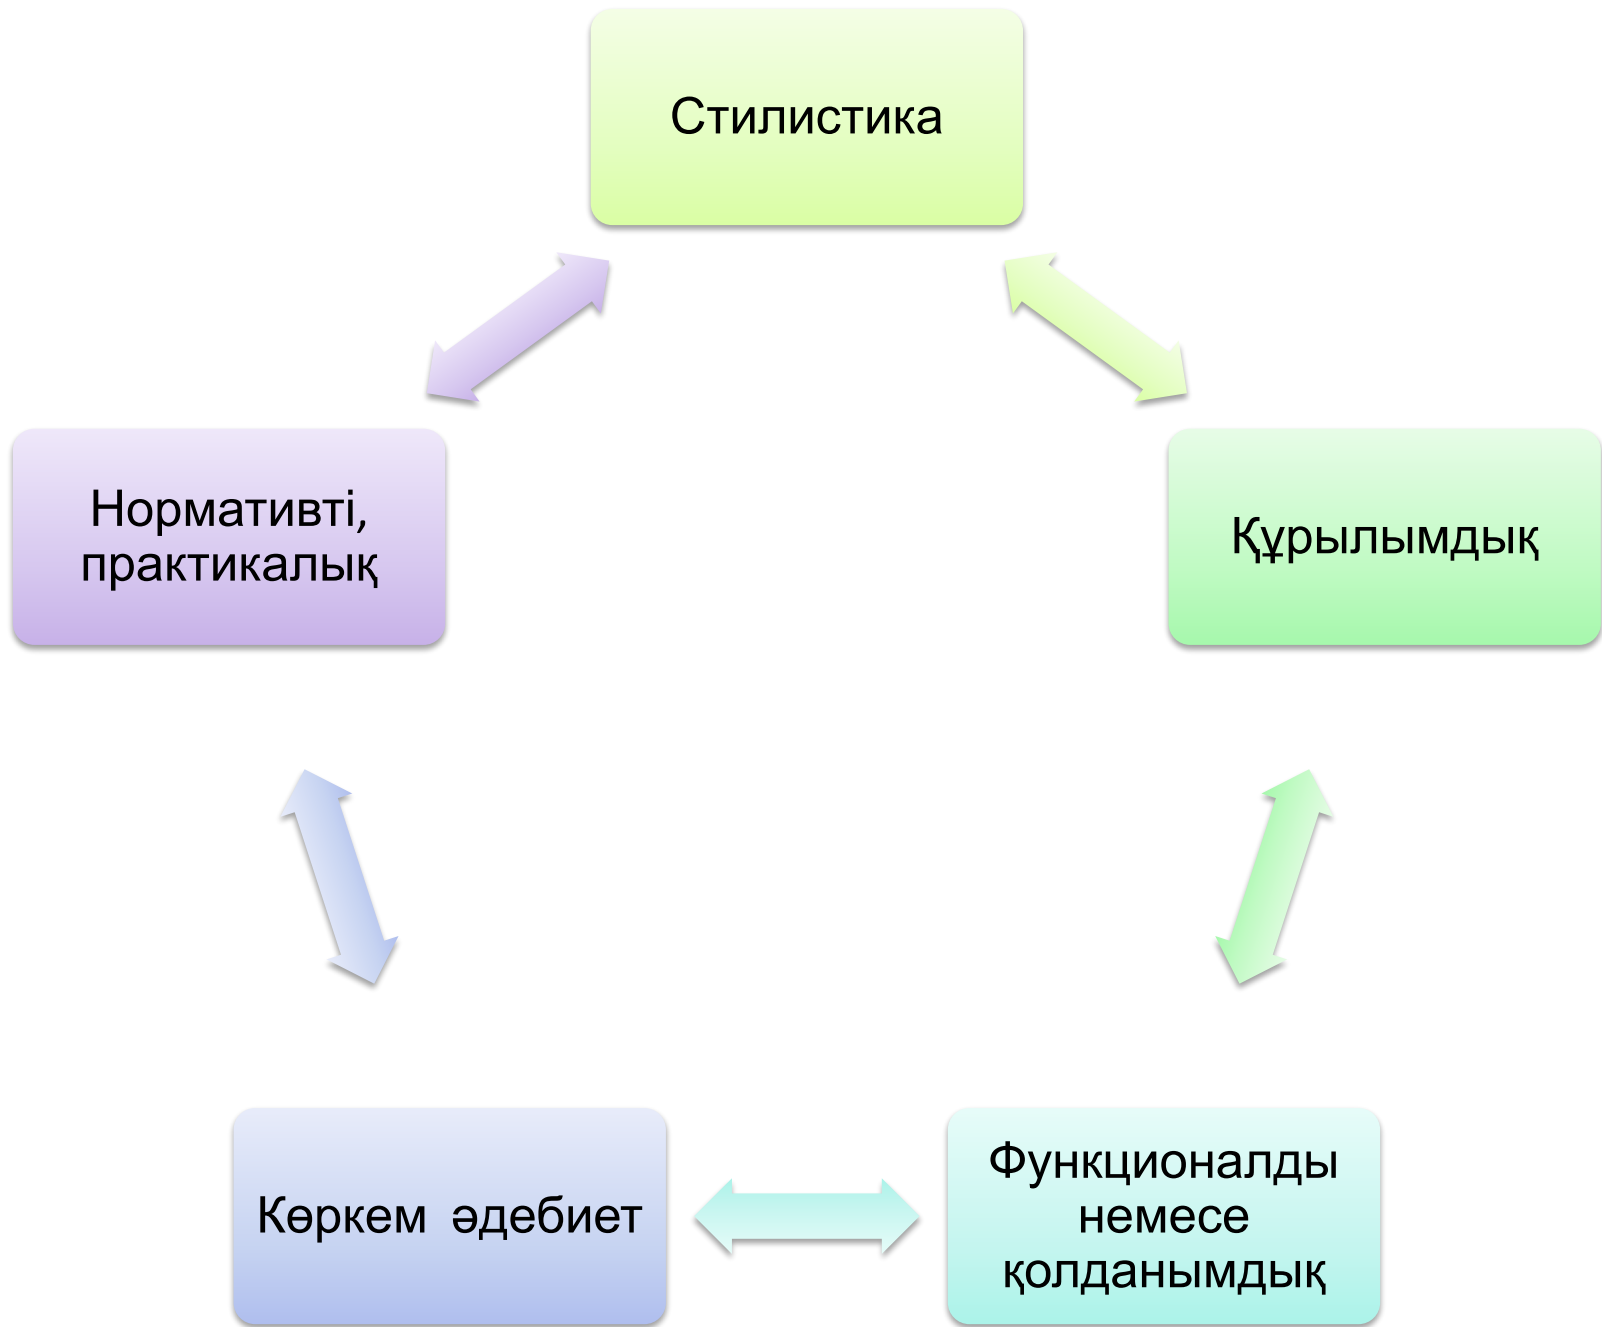 Стилистика
Нормативті,
практикалық
Құрылымдық
Көркем әдебиет
Функционалды
немесе
қолданымдық